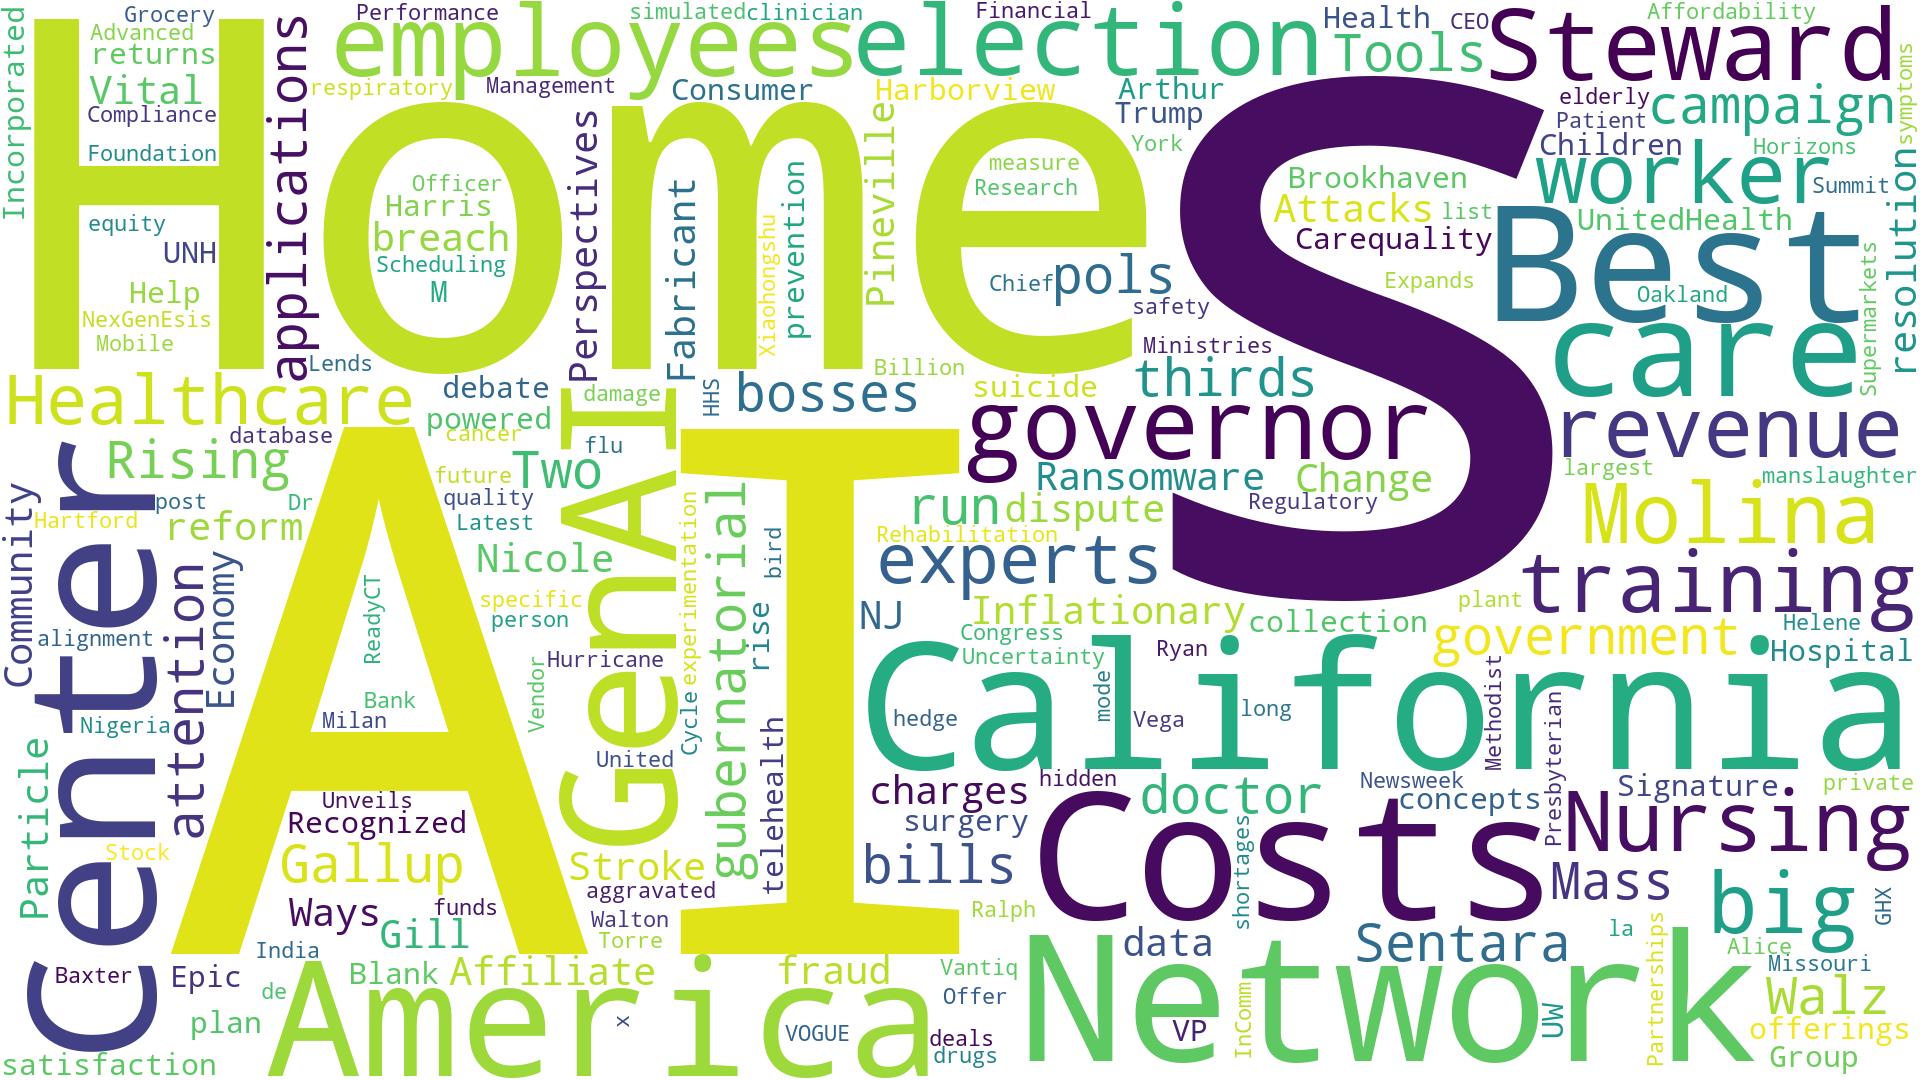 Grocery
Performance
simulated
clinician
Financial
Health
CEO
Affordability
Incorporated
Advanced
returns
Home
applications
employees
election
Tools
Steward
symptoms
Vital
respiratory
Management
Consumer
Harborview
Arthur
elderly
campaign
Compliance
Trump
Patient
Foundation
Perspectives
Pineville
York
S
Children
Horizons
Officer
Fabricant
prevention
measure
worker
Harris
Research
Brookhaven
Summit
resolution
equity
breach
Xiaohongshu
Attacks
list
Best
UnitedHealth
UNH
Scheduling
Carequality
Help
M
Chief
pols
Expands
Oakland
Supermarkets
NexGenEsis
safety
Mobile
Ministries
care
Lends
Billion
Healthcare
debate
damage
HHS
bosses
suicide
thirds
powered
GenAI
governor
revenue
Rising
database
cancer
flu
AI
future
Two
Ransomware
Change
largest
manslaughter
Center
Community
post
Dr
quality
Regulatory
Hartford
reform
Latest
run
dispute
Molina
experimentation
gubernatorial
bird
Rehabilitation
Nicole
experts
training
Economy
attention
ReadyCT
specific
person
rise
NJ
Inflationary
collection
plant
alignment
Congress
government
Helene
Hurricane
Uncertainty
Ryan
Hospital
Vendor
California
Methodist
Bank
Cycle
mode
Nigeria
Milan
telehealth
hedge
Vega
long
Particle
United
Presbyterian
hidden
Newsweek
Signature
private
Unveils
charges
doctor
concepts
Recognized
surgery
Costs
Nursing
Stock
Gallup
Stroke
bills
shortages
Mass
aggravated
big
GHX
Ways
funds
Walton
Ralph
Gill
Torre
data
Sentara
la
Partnerships
Alice
India
Baxter
Epic
Blank
Affiliate
fraud
Vantiq
Network
Missouri
de
America
Offer
InComm
UW
Walz
plan
x
VOGUE
deals
VP
offerings
satisfaction
drugs
Group